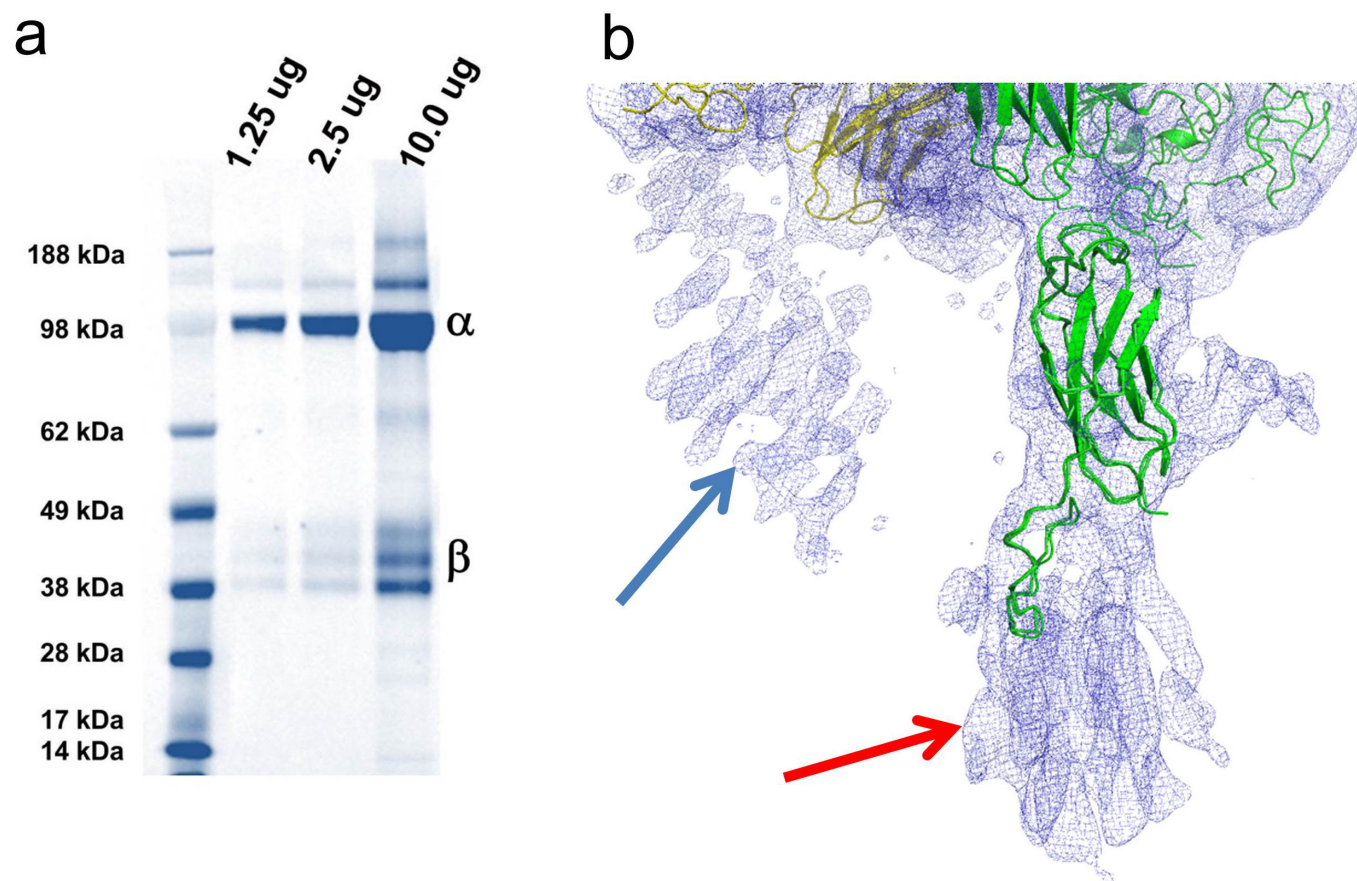 a
b
1.25 ug
2.5 ug
10.0 ug
188 kDa
98 kDa
62 kDa
49 kDa
38 kDa
28 kDa
17 kDa
14 kDa
α
β